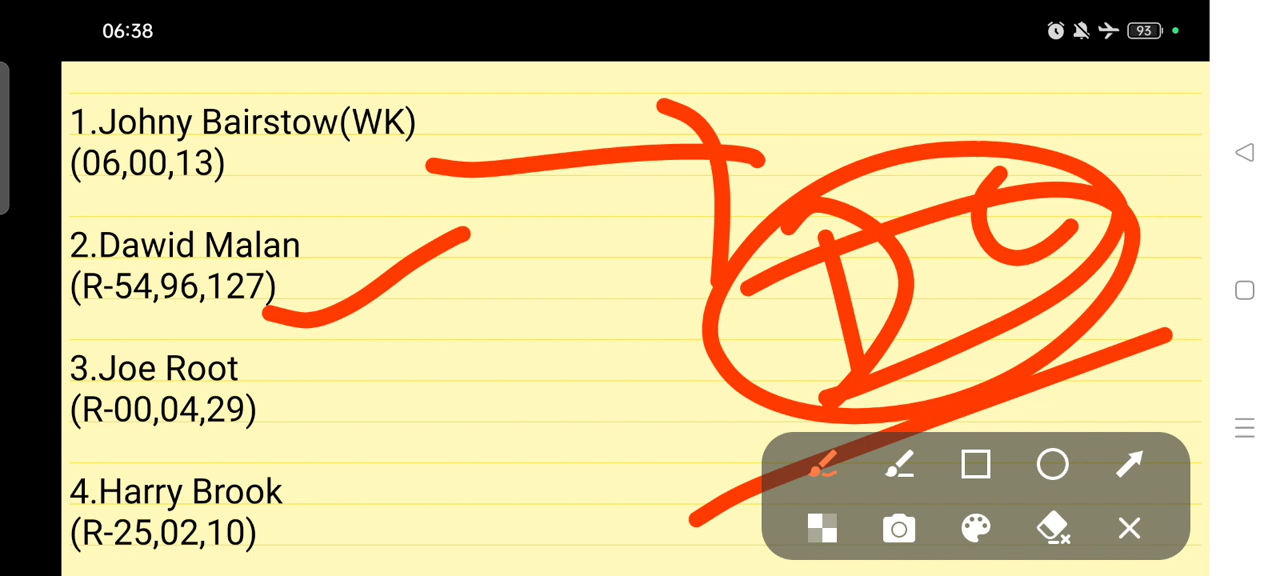 06:38
93
1.Johny Bairstow(WK)
(06,00,13)
2.Dawid Malan
(R-54,96,127)
3.Joe Root
(R-00,04,29)
4.Harry Brook
(R-25,02,10)